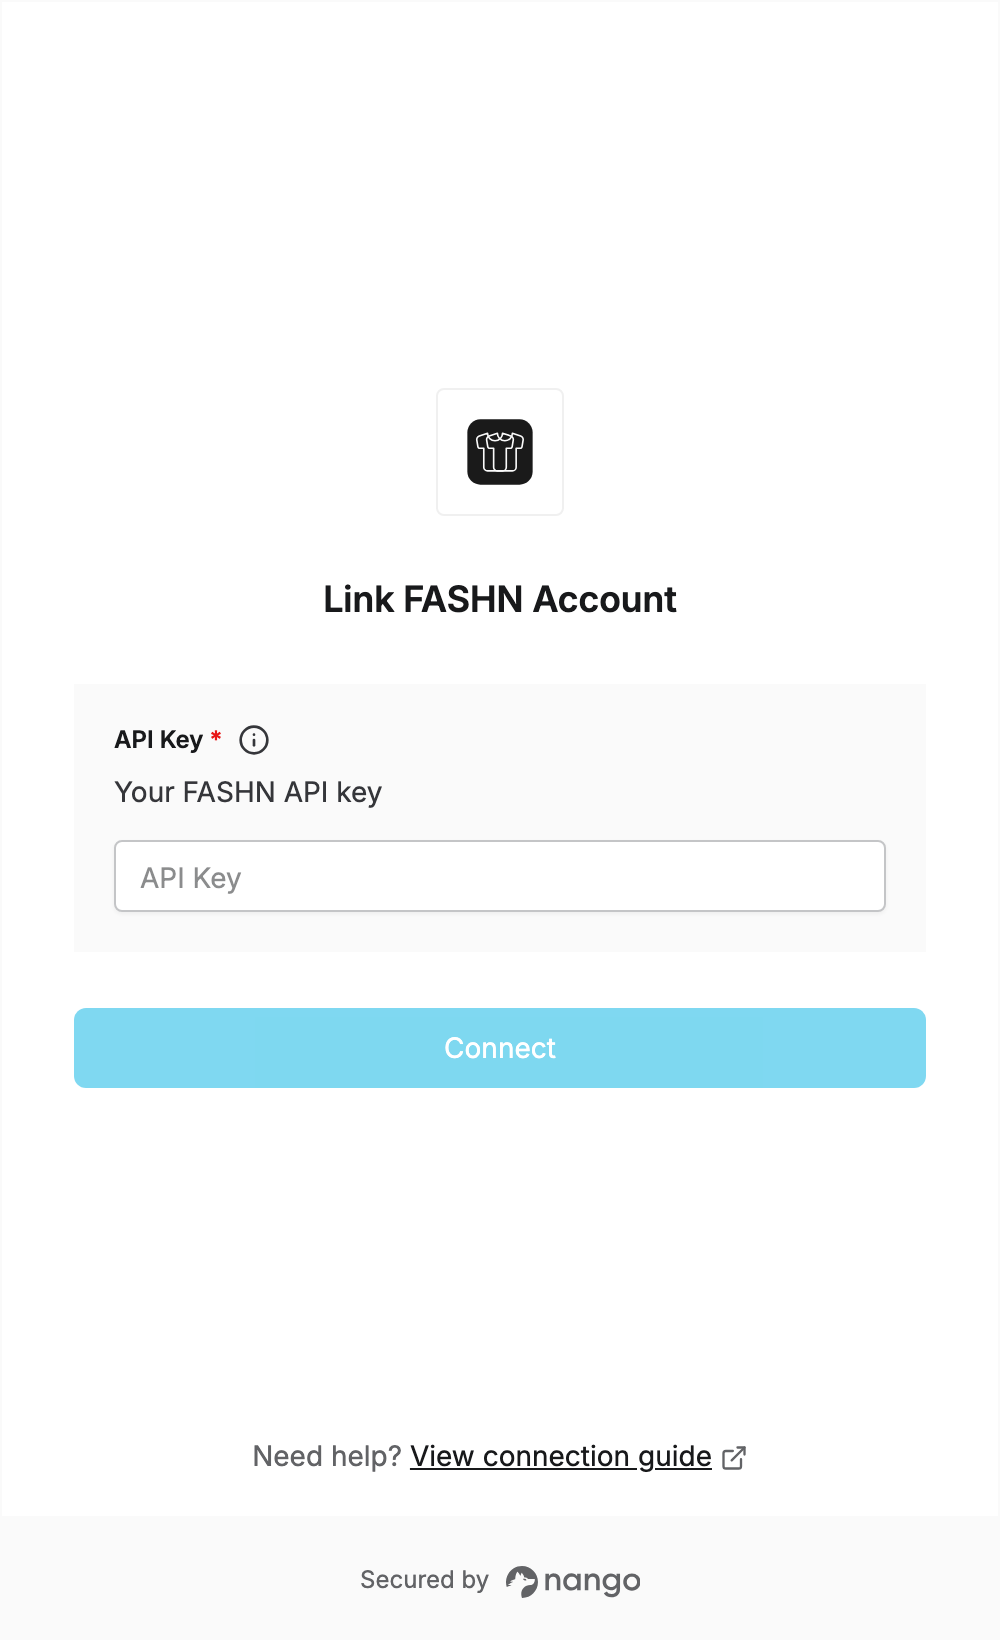 Link FASHN Account
API Key *
Your FASHN API key
API Key
Connect
Need help? View connection guide
Secured by nango